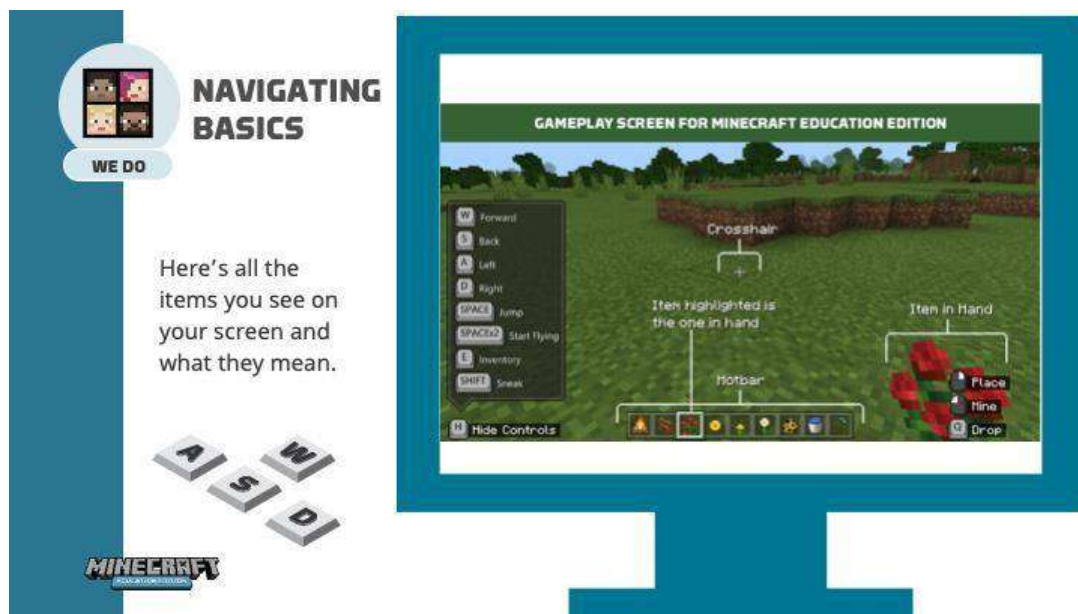 NAVIGATING
BASICS
WE DO
Here's all the
items you see on
your screen and
what they mean.
A
W
S
D
MINECRAFT
EDUCATION EDITION
GAMEPLAY SCREEN FOR MINECRAFT EDUCATION EDITION
W Forward
S Back
A Left
D Right
SPACE Jump
SPACEx2 Start Flying
E Inventory
SHIFT Sneak
H Hide Controls
Crosshair
Item highlighted is
the one in hand
Hotbar
Item in Hand
Place
Mine
Q Drop